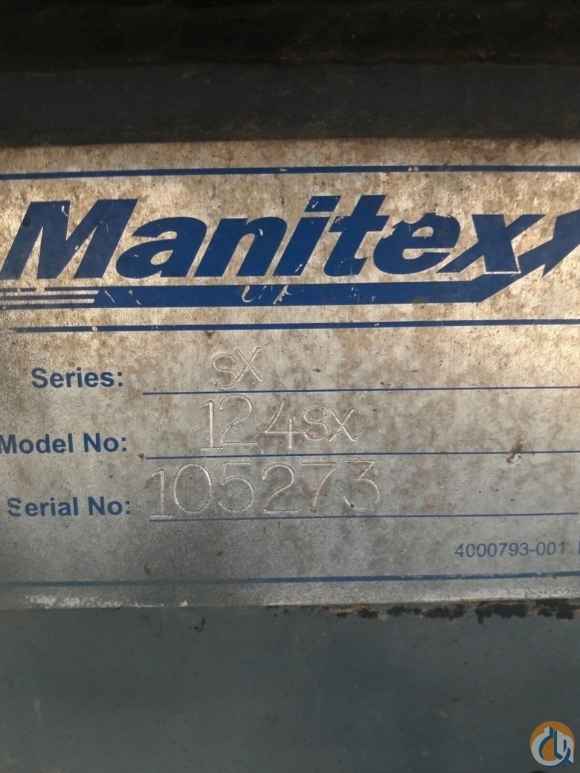 Manitex
Series: SX
Model No: 124SX
Serial No: 105273
4000793-001